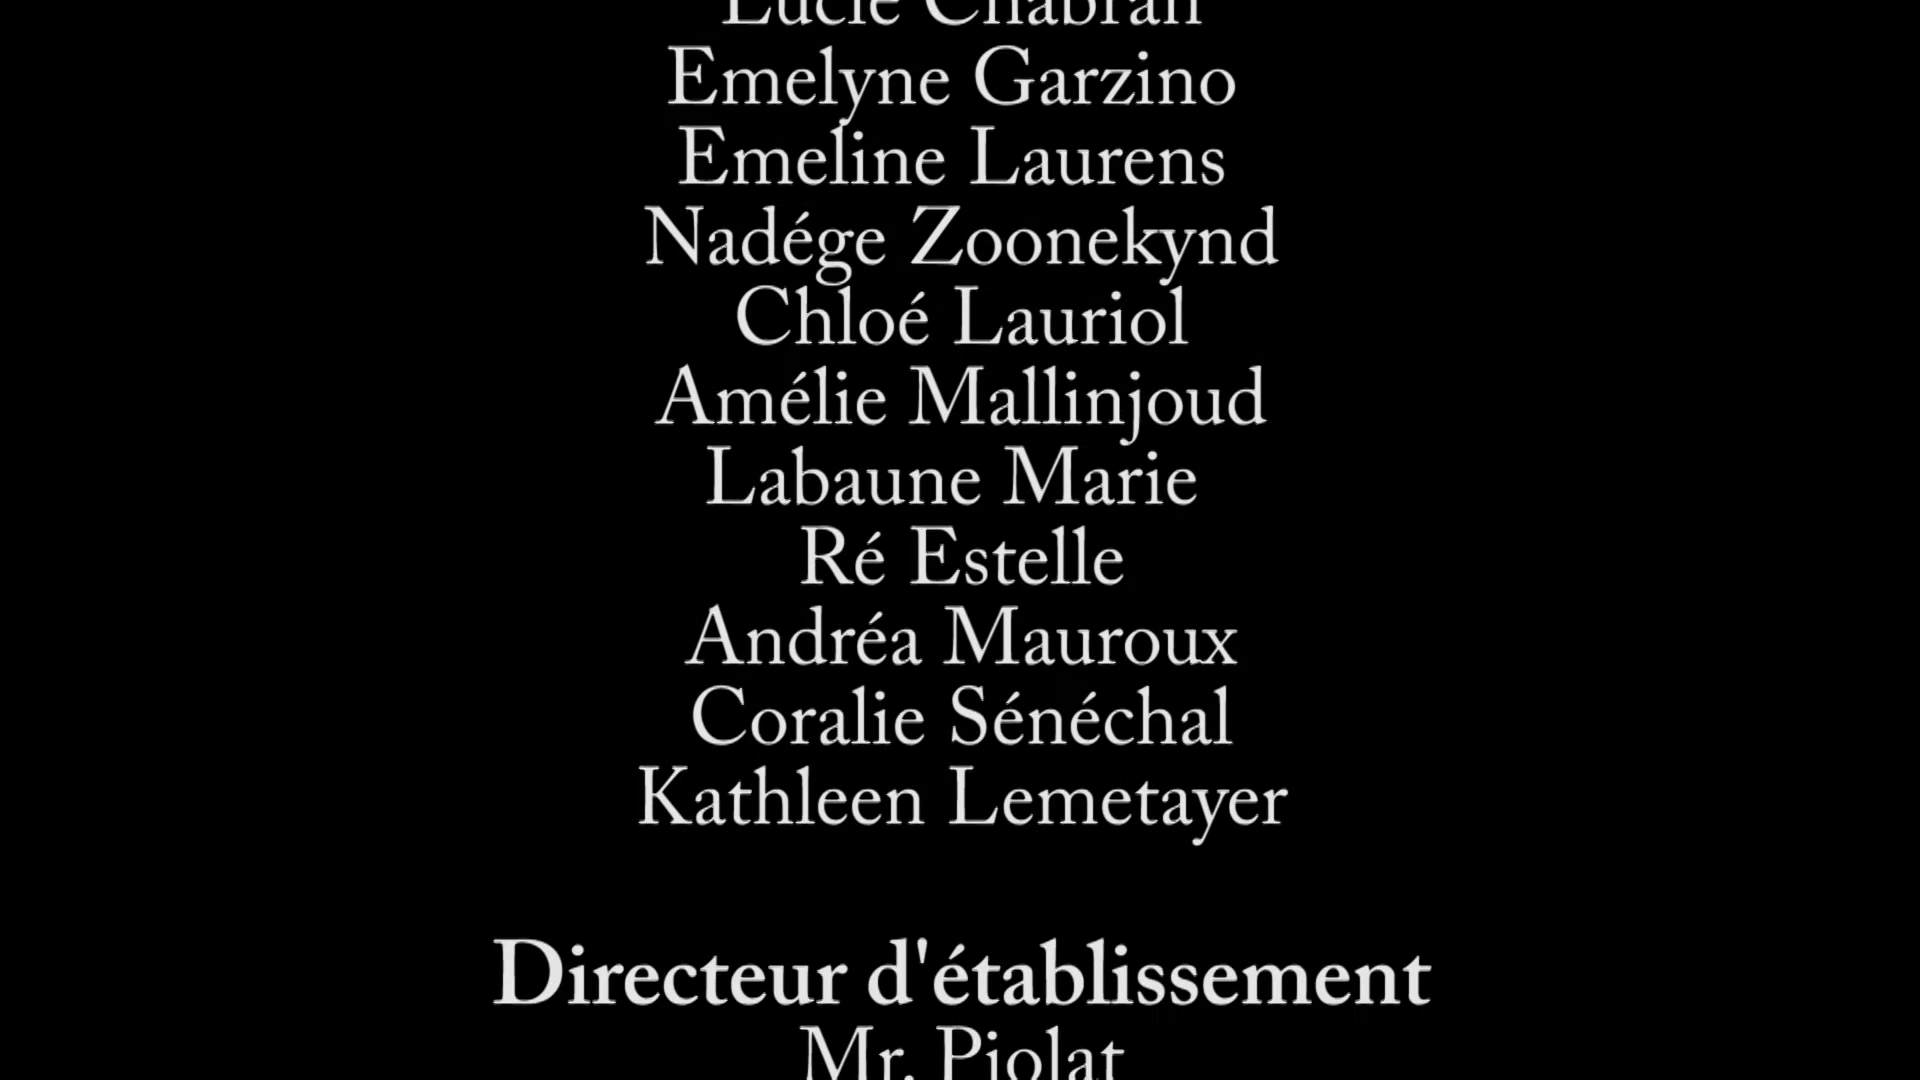 Lucie Chabran
Emelyne Garzino
Emeline Laurens
Nadége Zoonekynd
Chloé Lauriol
Amélie Mallinjoud
Labaune Marie
Ré Estelle
Andréa Mauroux
Coralie Sénéchal
Kathleen Lemetayer
Directeur d'établissement
Mr. Piolat